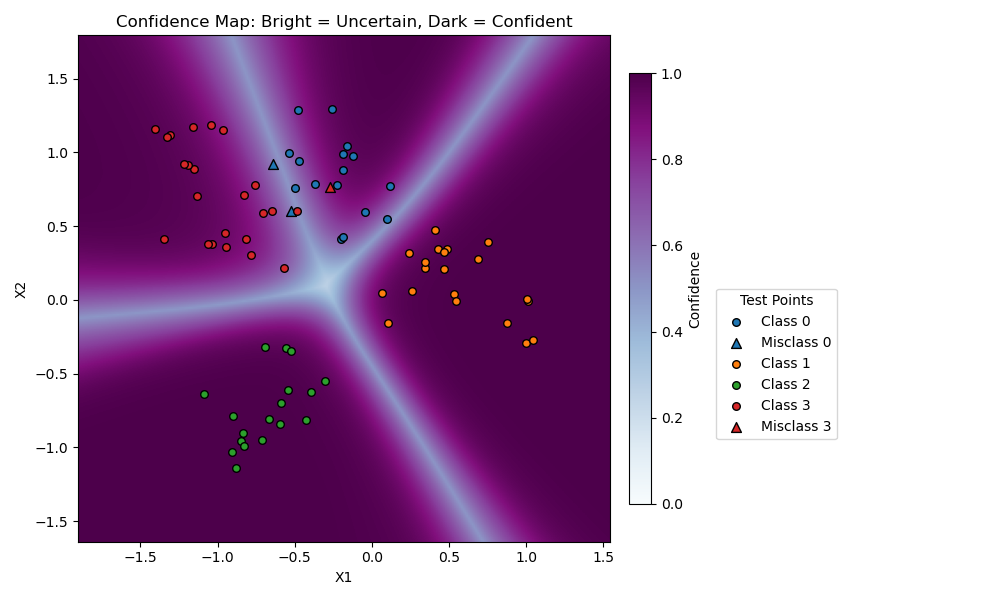 Confidence Map: Bright = Uncertain, Dark = Confident
1.5
1.0
0.5
0.0
−0.5
−1.0
−1.5
X2
−1.5
−1.0
−0.5
0.0
0.5
1.0
1.5
X1
1.0
0.8
0.6
0.4
0.2
0.0
Confidence
Test Points
Class 0
Misclass 0
Class 1
Class 2
Class 3
Misclass 3